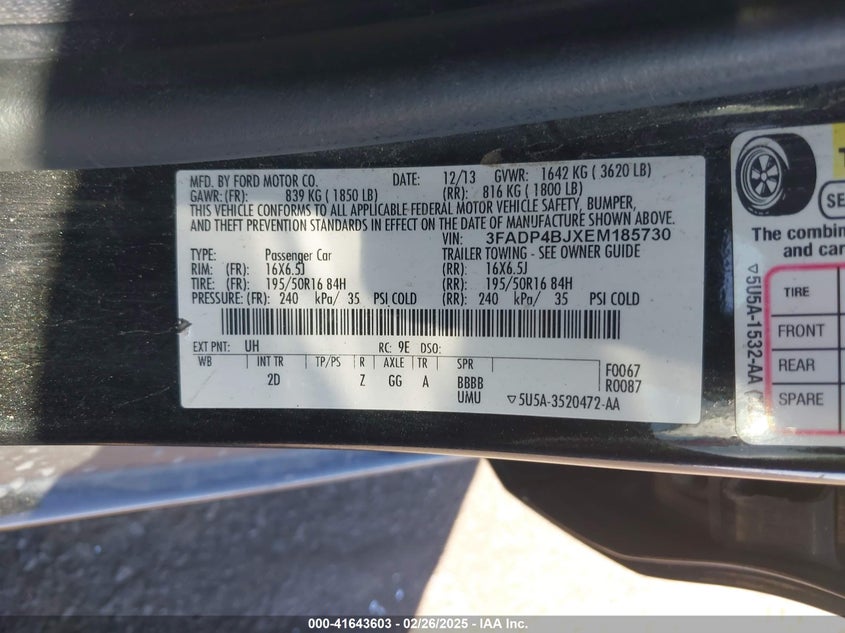 MFD. BY FORD MOTOR CO. DATE: 12/13 GVWR: 1642 KG ( 3620 LB)
GAWR: (FR): 839 KG ( 1850 LB) (RR): 816 KG ( 1800 LB)
THIS VEHICLE CONFORMS TO ALL APPLICABLE FEDERAL MOTOR VEHICLE SAFETY, BUMPER,
AND THEFT PREVENTION STANDARDS IN EFFECT ON THE DATE OF MANUFACTURE SHOWN ABOVE.
VIN: 3FADP4BJXEM185730
TYPE: Passenger Car TRAILER TOWING - SEE OWNER GUIDE
RIM: (FR): 16X6.5J (RR): 16X6.5J
TIRE: (FR): 195/50R16 84H (RR): 195/50R16 84H
PRESSURE: (FR): 240 kPa/ 35 PSI COLD (RR): 240 kPa/ 35 PSI COLD
EXT PNT: UH RC: 9E DSO:
WB INT TR TP/PS R AXLE TR SPR F0067
2D Z GG A BBBB R0087
UMU ▽5U5A-3520472-AA
T
SE
The combin
and car
TIRE
FRONT
REAR
SPARE
▽5U5A-1532-AA
000-41643603 / 02/26/2025 - IAA Inc.